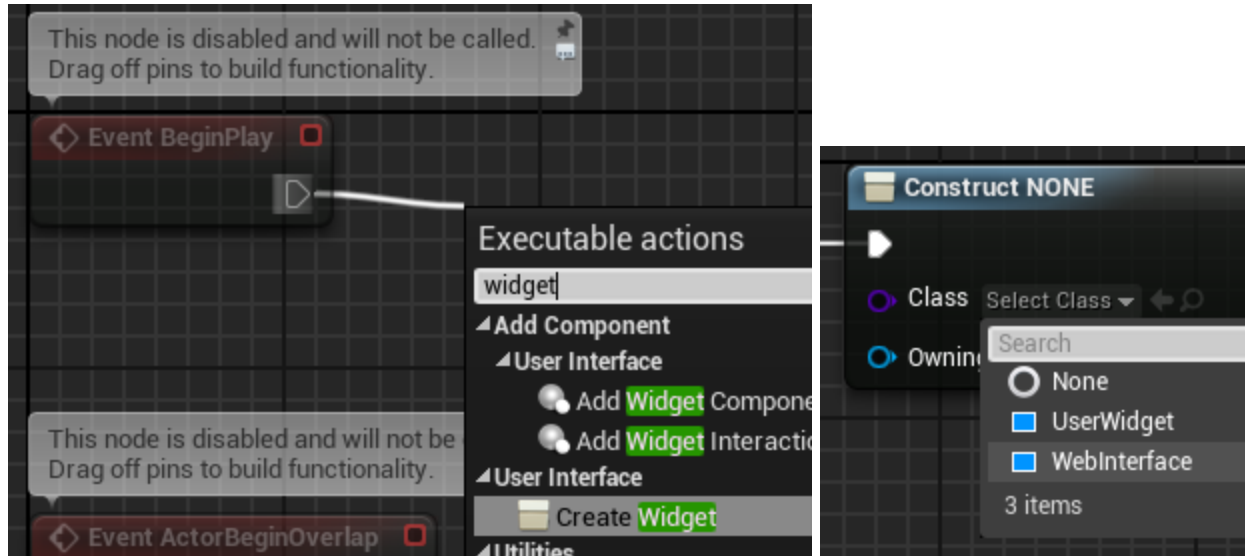 This node is disabled and will not be called.
Drag off pins to build functionality.
Event BeginPlay
Executable actions
widget
Add Component
User Interface
Add Widget Compone
Add Widget Interactio
User Interface
Create Widget
Utilities
This node is disabled and will not be
Drag off pins to build functionality.
Event ActorBeginOverlap
Construct NONE
Class Select Class
Owning
Search
None
UserWidget
WebInterface
3 items